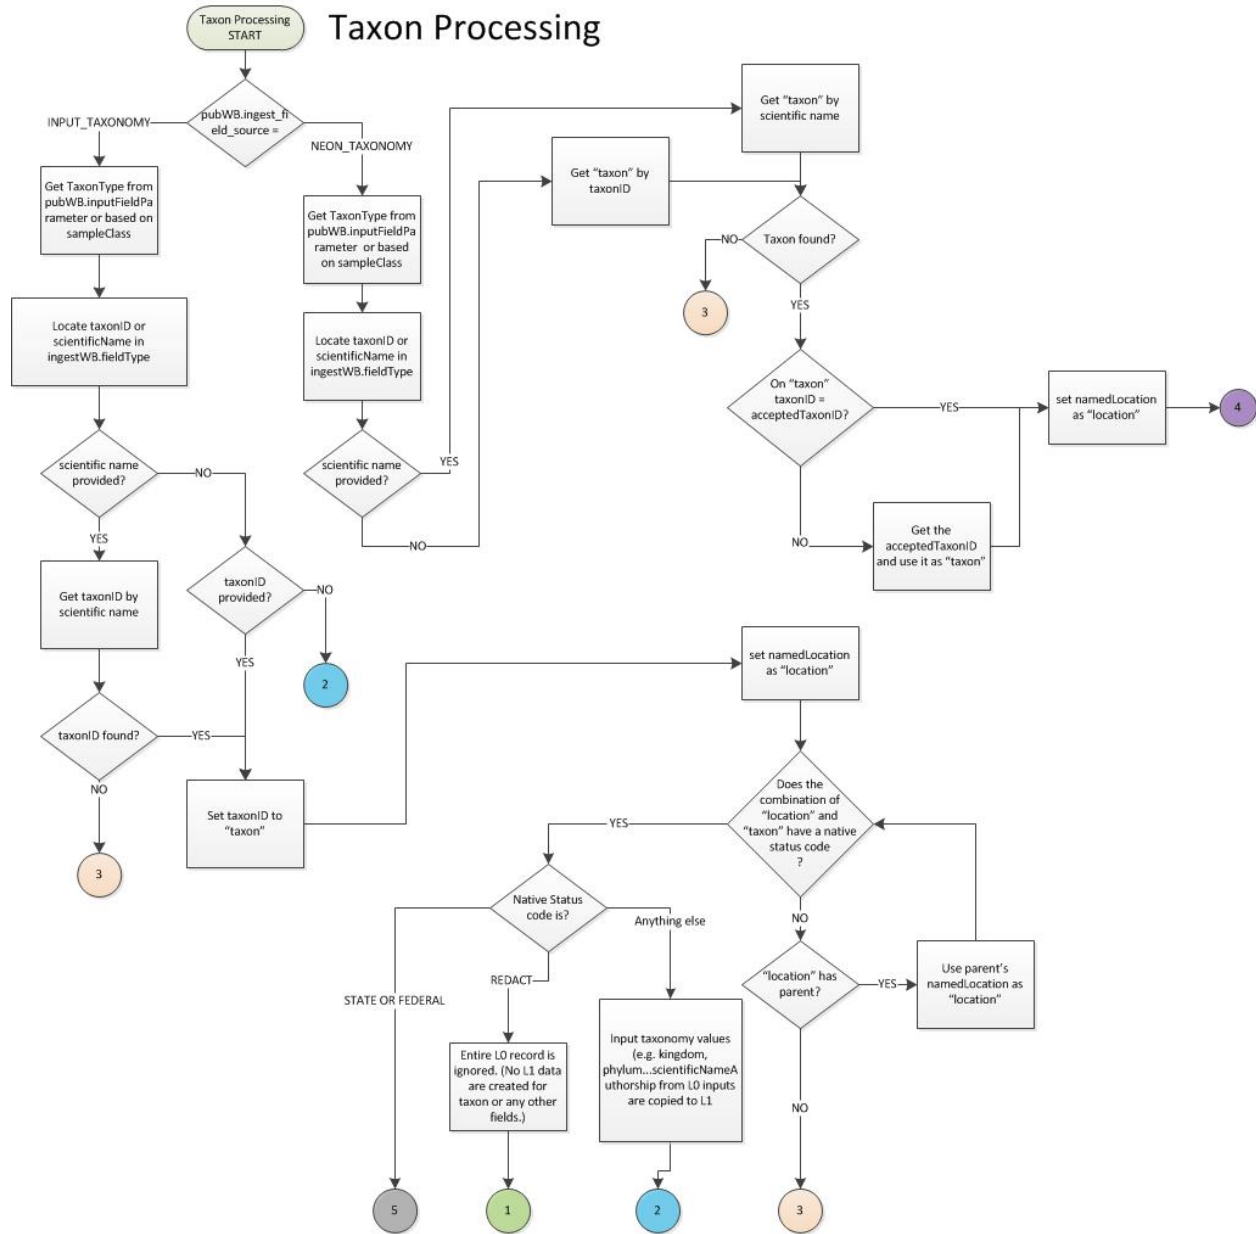 Taxon Processing
START
Taxon Processing
pubWB.ingest_fi
eld_source =
INPUT_TAXONOMY
NEON_TAXONOMY
Get TaxonType from
pubWB.inputFieldPa
rameter or based on
sampleClass
Get TaxonType from
pubWB.inputFieldPa
rameter or based
on sampleClass
Locate taxonID or
scientificName in
ingestWB.fieldType
Locate taxonID or
scientificName in
ingestWB.fieldType
scientific name
provided?
NO
YES
scientific name
provided?
YES
NO
Get "taxon" by
scientific name
Get "taxon" by
taxonID
Taxon found?
NO
3
YES
On "taxon"
taxonID =
acceptedTaxonID?
YES
set namedLocation
as "location"
4
NO
Get the
acceptedTaxonID
and use it as "taxon"
Get taxonID by
scientific name
taxonID
provided?
NO
2
YES
taxonID found?
YES
NO
3
Set taxonID to
"taxon"
set namedLocation
as "location"
Does the
combination of
"location" and
"taxon" have a native
status code
?
YES
NO
Native Status
code is?
Anything else
REDACT
STATE OR FEDERAL
"location" has
parent?
YES
Use parent's
namedLocation as
"location"
NO
Entire L0 record is
ignored. (No L1 data
are created for
taxon or any other
fields.)
Input taxonomy values
(e.g. kingdom,
phylum...scientificNameA
uthorship from L0 inputs
are copied to L1
5
1
2
3